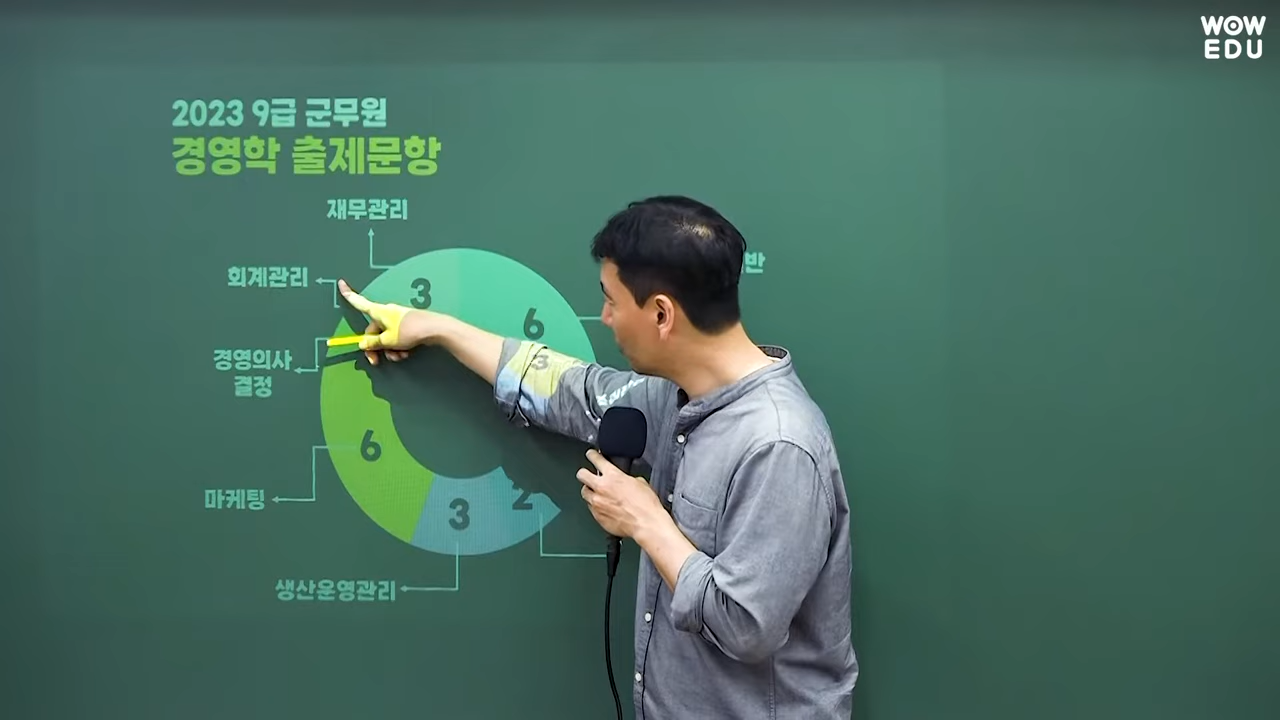 WOW
EDU
2023 9급 군무원
경영학 출제문항
재무관리
회계관리
경영의사
결정
마케팅
생산운영관리
반
3
6
3
6
3
2